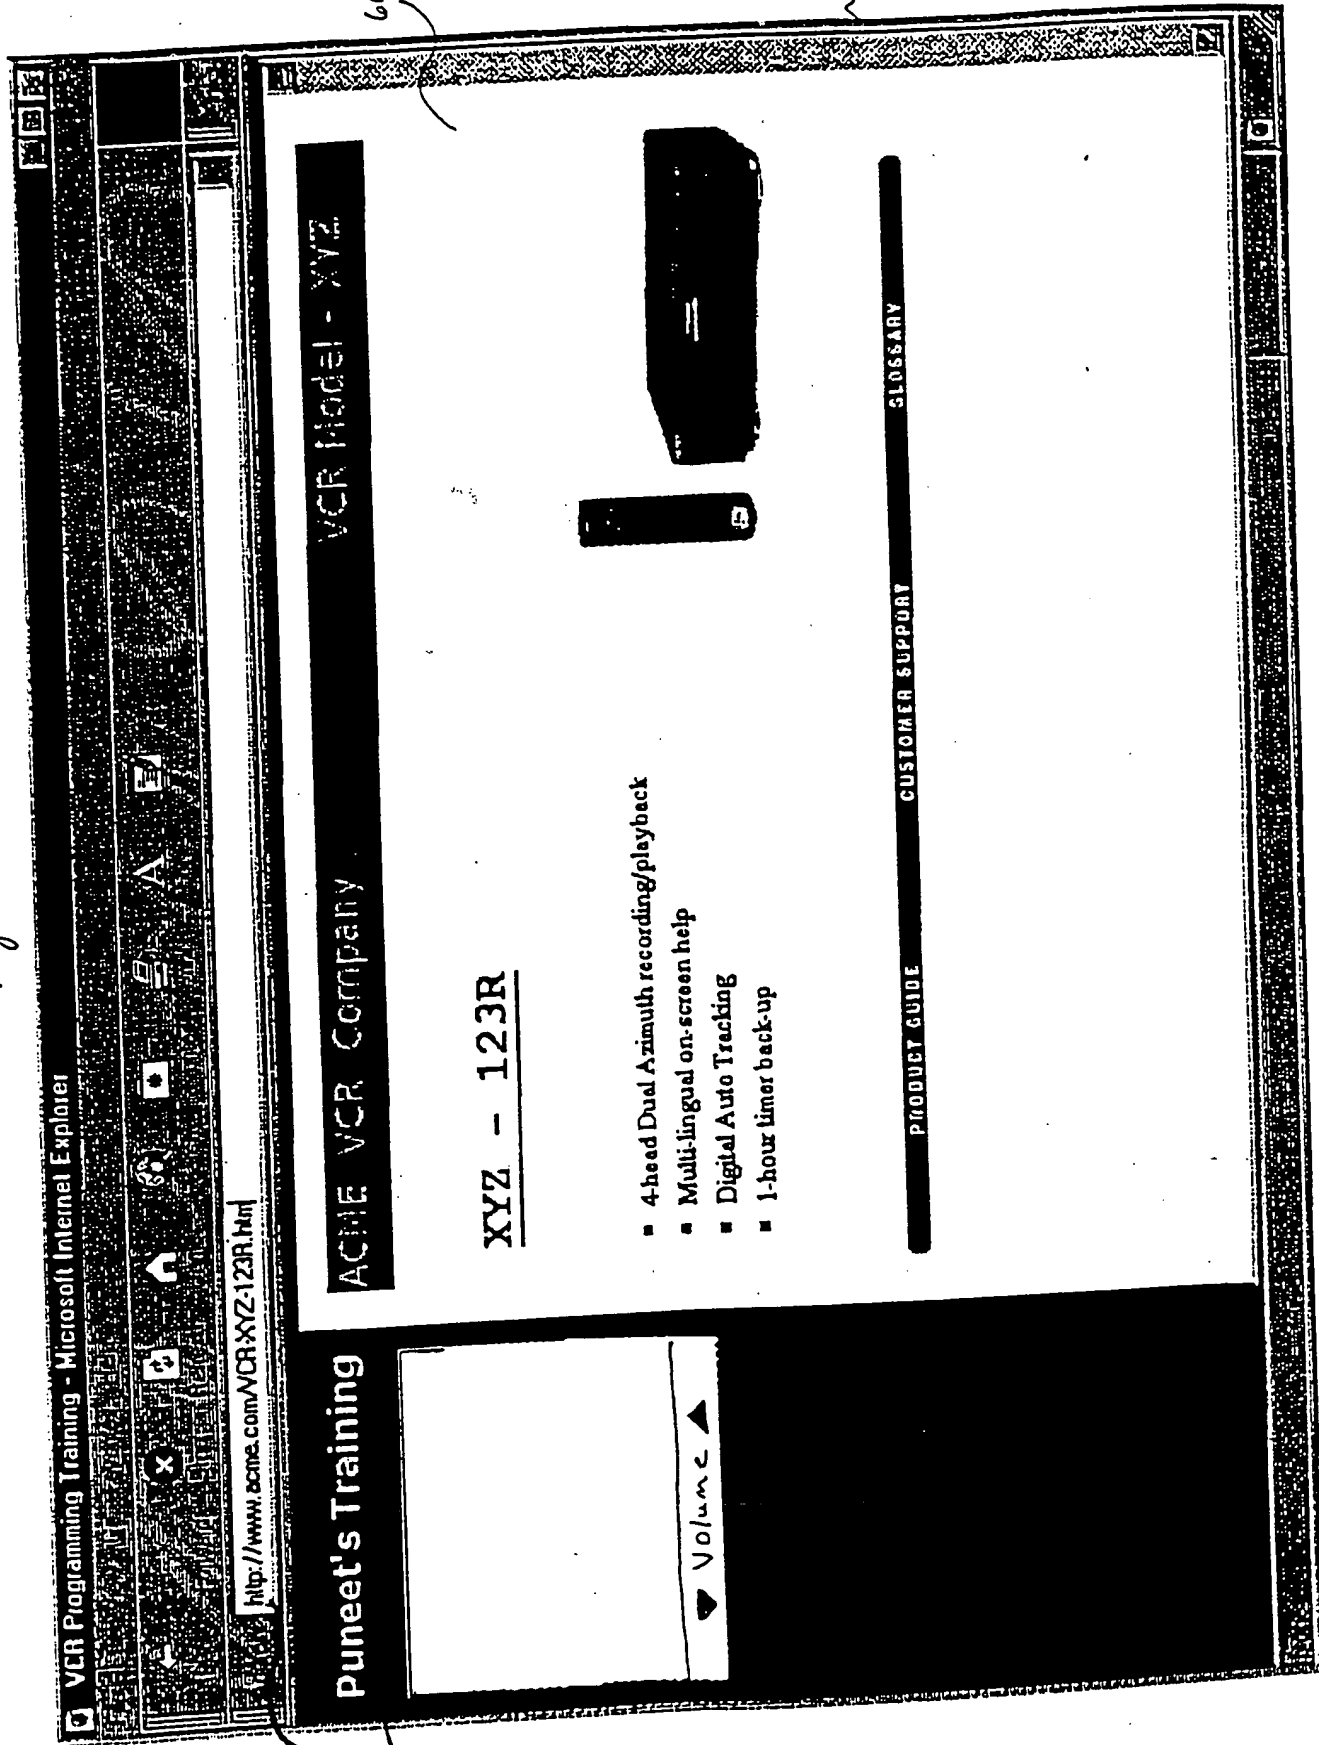 VCR Programming Training - Microsoft Internet Explorer
http://www.acme.com/VCR-XYZ-123R.htm
Puneet's Training
Volume
ACME VCR Company
VCR Model - XYZ
XYZ - 123R
4-head Dual Azimuth recording/playback
Multi-lingual on-screen help
Digital Auto Tracking
1-hour timer back-up
PRODUCT GUIDE
CUSTOMER SUPPORT
GLOSSARY